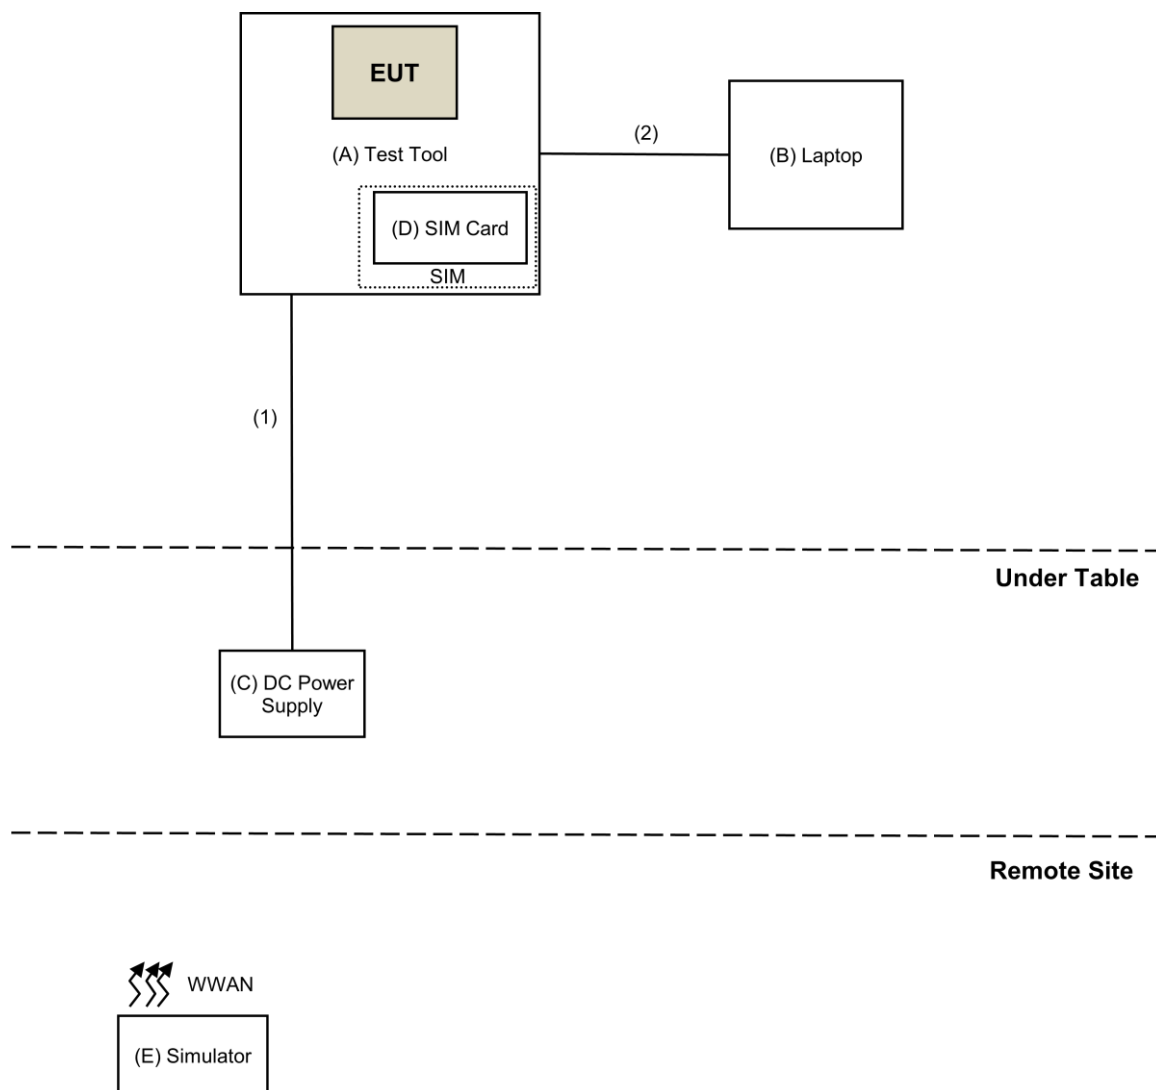 EUT
(A) Test Tool
(2)
(B) Laptop
(D) SIM Card
SIM
(1)
Under Table
(C) DC Power
Supply
Remote Site
WWAN
(E) Simulator